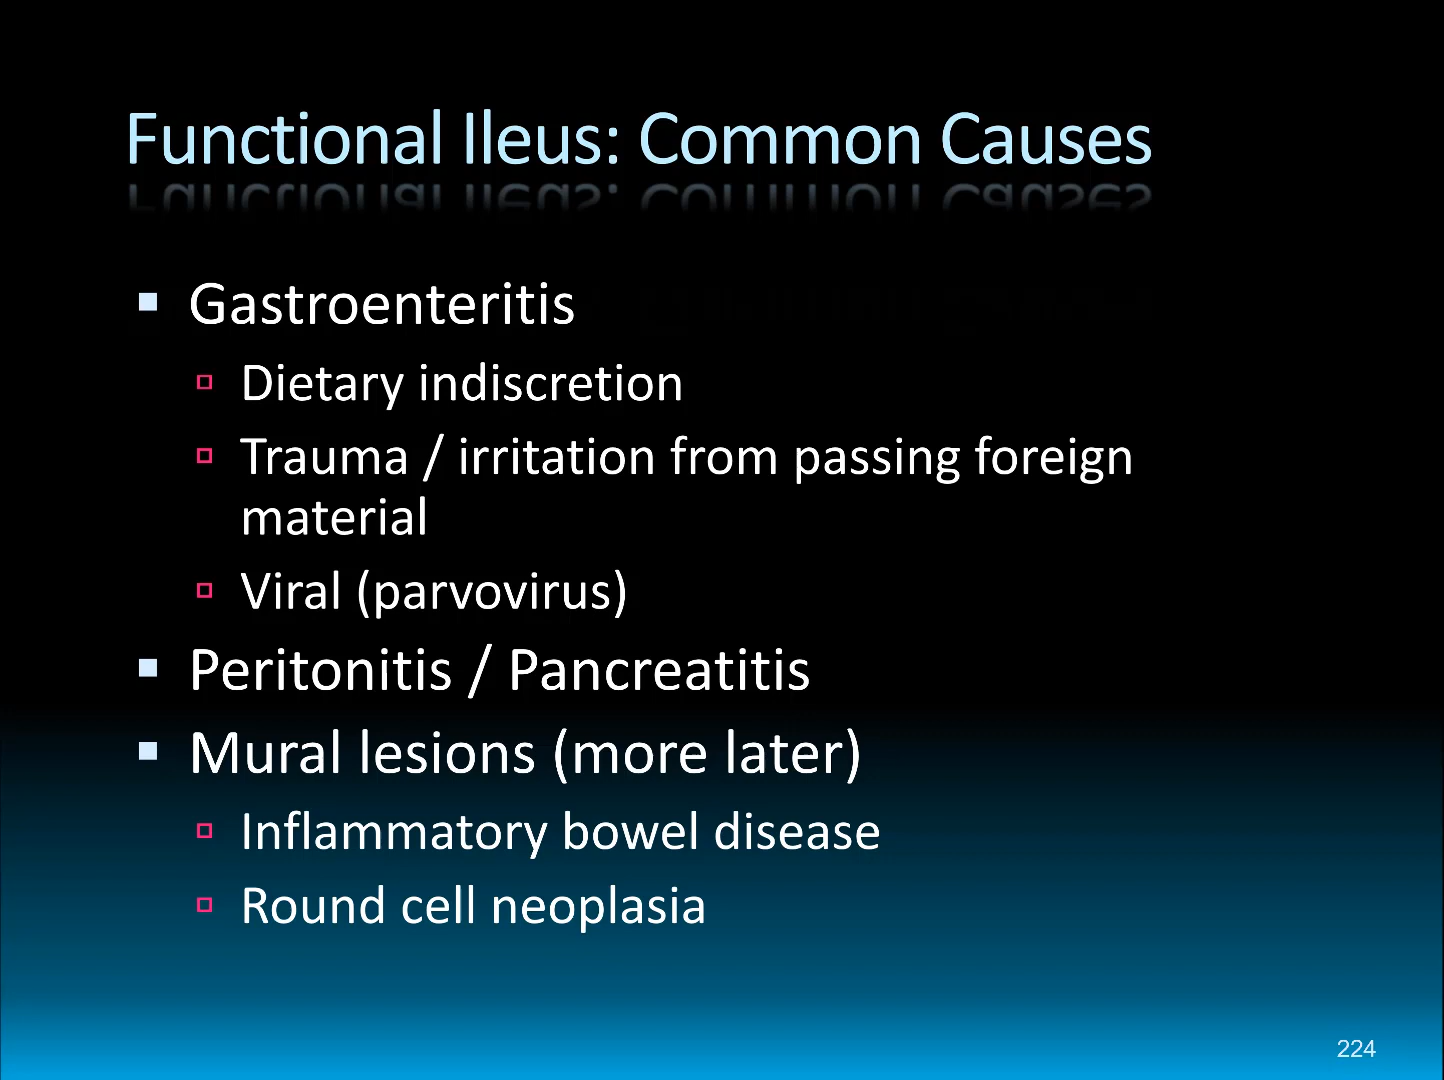 Functional Ileus: Common Causes
Gastroenteritis
Dietary indiscretion
Trauma / irritation from passing foreign
material
Viral (parvovirus)
Peritonitis / Pancreatitis
Mural lesions (more later)
Inflammatory bowel disease
Round cell neoplasia
224